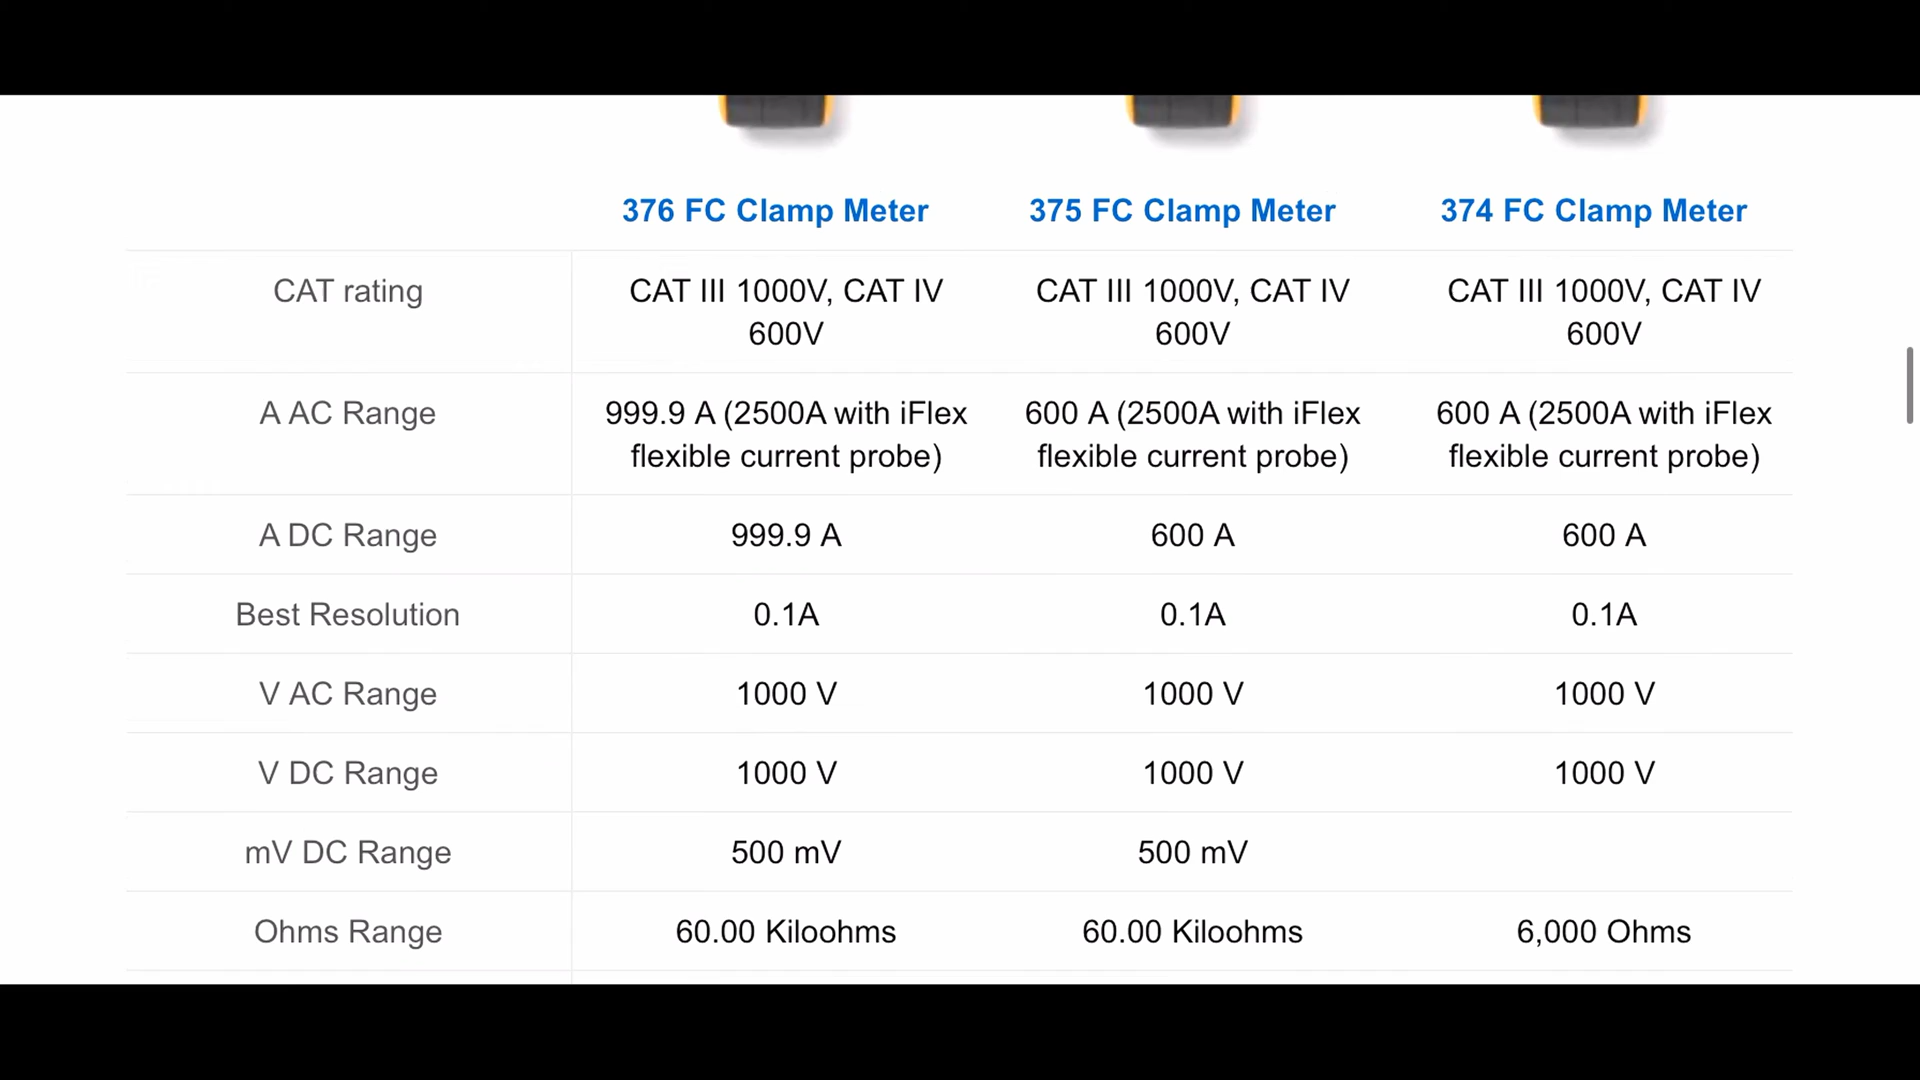 376 FC Clamp Meter 375 FC Clamp Meter 374 FC Clamp Meter
CAT rating CAT III 1000V, CAT IV CAT III 1000V, CAT IV CAT III 1000V, CAT IV
600V 600V 600V
A AC Range 999.9 A (2500A with iFlex 600 A (2500A with iFlex 600 A (2500A with iFlex
flexible current probe) flexible current probe) flexible current probe)
A DC Range 999.9 A 600 A 600 A
Best Resolution 0.1A 0.1A 0.1A
V AC Range 1000 V 1000 V 1000 V
V DC Range 1000 V 1000 V 1000 V
mV DC Range 500 mV 500 mV
Ohms Range 60.00 Kiloohms 60.00 Kiloohms 6,000 Ohms